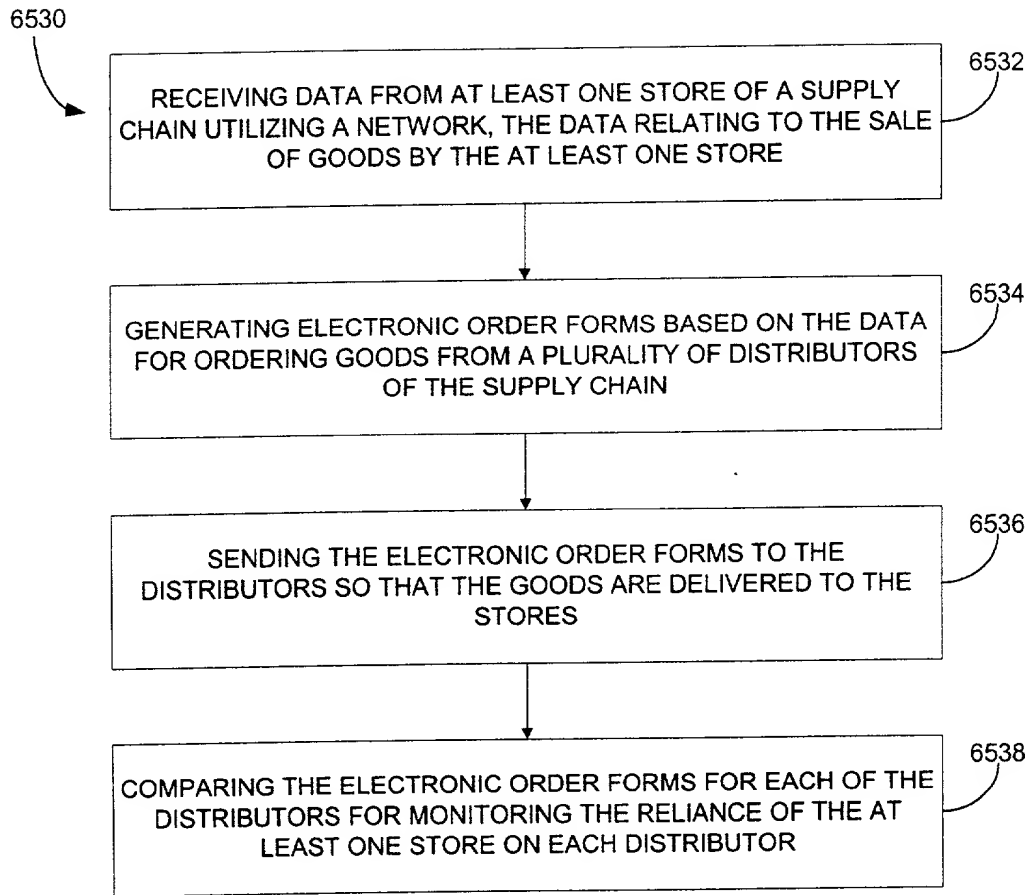 6530
6532
RECEIVING DATA FROM AT LEAST ONE STORE OF A SUPPLY
CHAIN UTILIZING A NETWORK, THE DATA RELATING TO THE SALE
OF GOODS BY THE AT LEAST ONE STORE
6534
GENERATING ELECTRONIC ORDER FORMS BASED ON THE DATA
FOR ORDERING GOODS FROM A PLURALITY OF DISTRIBUTORS
OF THE SUPPLY CHAIN
6536
SENDING THE ELECTRONIC ORDER FORMS TO THE
DISTRIBUTORS SO THAT THE GOODS ARE DELIVERED TO THE
STORES
6538
COMPARING THE ELECTRONIC ORDER FORMS FOR EACH OF THE
DISTRIBUTORS FOR MONITORING THE RELIANCE OF THE AT
LEAST ONE STORE ON EACH DISTRIBUTOR